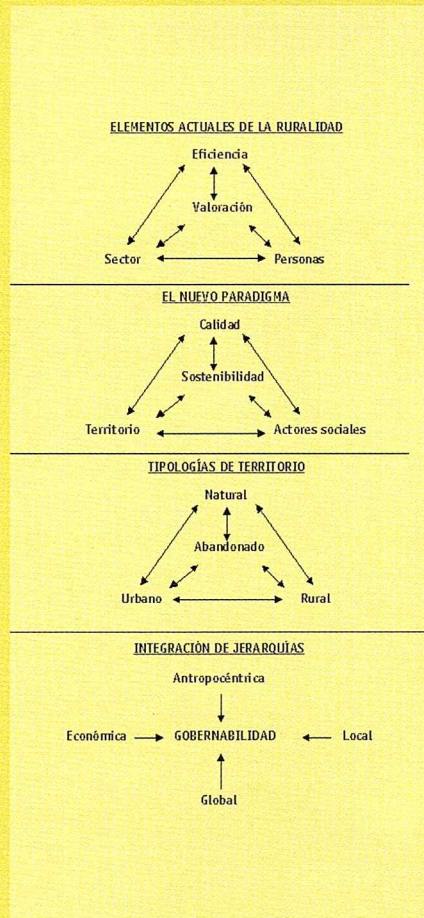 ELEMENTOS ACTUALES DE LA RURALIDAD
Eficiencia
Valoración
Sector Personas
EL NUEVO PARADIGMA
Calidad
Sostenibilidad
Territorio Actores sociales
TIPOLOGÍAS DE TERRITORIO
Natural
Abandonado
Urbano Rural
INTEGRACIÒN DE JERARQUÍAS
Antropocéntrica
Económica GOBERNABILIDAD Local
Global